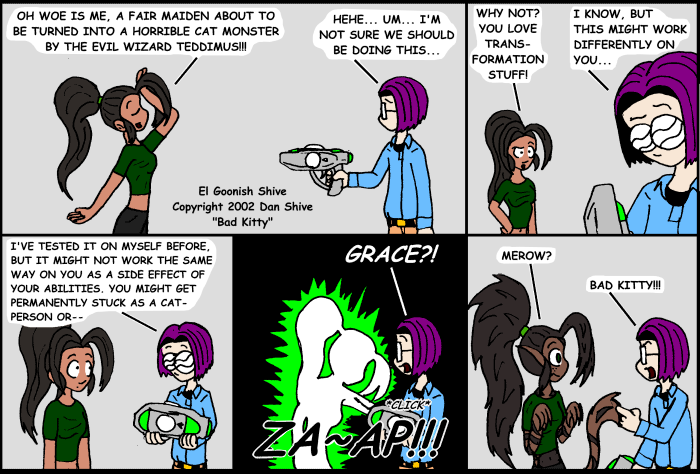 OH WOE IS ME, A FAIR MAIDEN ABOUT TO
BE TURNED INTO A HORRIBLE CAT MONSTER
BY THE EVIL WIZARD TEDDIMUS!!!
HEHE... UM... I'M
NOT SURE WE SHOULD
BE DOING THIS...
El Goonish Shive
Copyright 2002 Dan Shive
"Bad Kitty"
WHY NOT?
YOU LOVE
TRANS-
FORMATION
STUFF!
I KNOW, BUT
THIS MIGHT WORK
DIFFERENTLY ON
YOU...
I'VE TESTED IT ON MYSELF BEFORE,
BUT IT MIGHT NOT WORK THE SAME
WAY ON YOU AS A SIDE EFFECT OF
YOUR ABILITIES. YOU MIGHT GET
PERMANENTLY STUCK AS A CAT-
PERSON OR--
GRACE?!
*CLICK*
ZA~AP!!!
MEROW?
BAD KITTY!!!